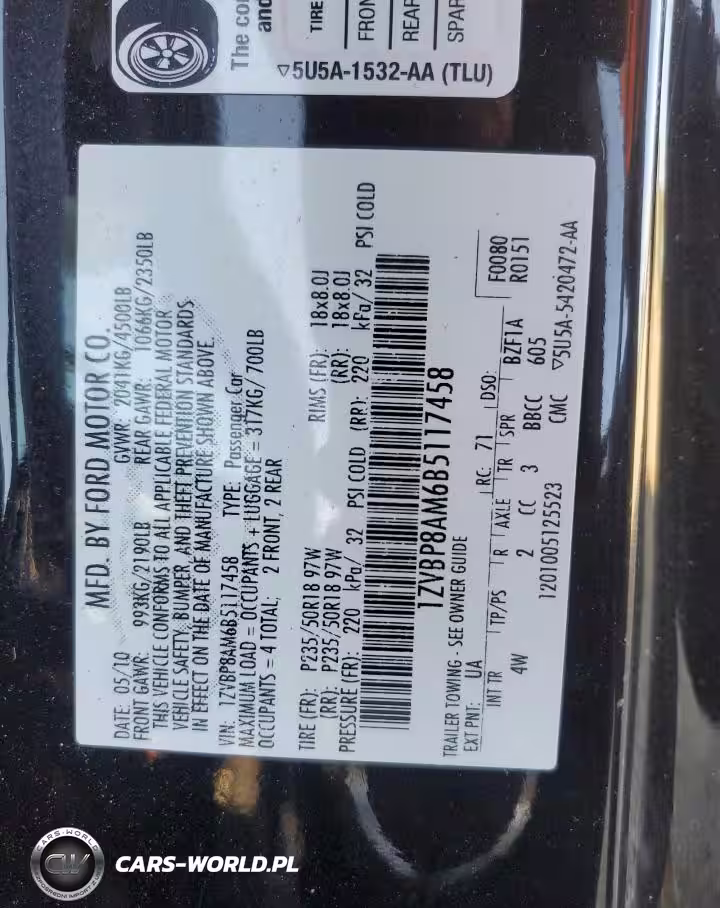 The co
and
TIRE
FRON
REAR
SPAR
▽5U5A-1532-AA (TLU)
MFD. BY FORD MOTOR CO.
DATE: 05/10 GVWR: 2041KG/4500LB
FRONT GAWR: 993KG/2190LB REAR GAWR: 1066KG/2350LB
THIS VEHICLE CONFORMS TO ALL APPLICABLE FEDERAL MOTOR
VEHICLE SAFETY, BUMPER, AND THEFT PREVENTION STANDARDS
IN EFFECT ON THE DATE OF MANUFACTURE SHOWN ABOVE.
VIN: 1ZVBP8AM6B5117458 TYPE: Passenger Car
MAXIMUM LOAD = OCCUPANTS + LUGGAGE = 317KG/ 700LB
OCCUPANTS = 4 TOTAL; 2 FRONT, 2 REAR
TIRE (FR): P235/50R18 97W RIMS (FR): 18x8.0J
(RR): P235/50R18 97W (RR): 18x8.0J
PRESSURE (FR): 220 kPa/ 32 PSI COLD (RR): 220 kPa/ 32 PSI COLD
1ZVBP8AM6B5117458
TRAILER TOWING - SEE OWNER GUIDE
EXT PNT: UA RC: 71 DSO: F0080
R0151
INT TR TP/PS R AXLE TR SPR BZF1A
4W 2 CC 3 BBCC 605
1201005125523 CMC ▽5U5A-5420472-AA
CARS-WORLD
CW
CARS-WORLD.PL